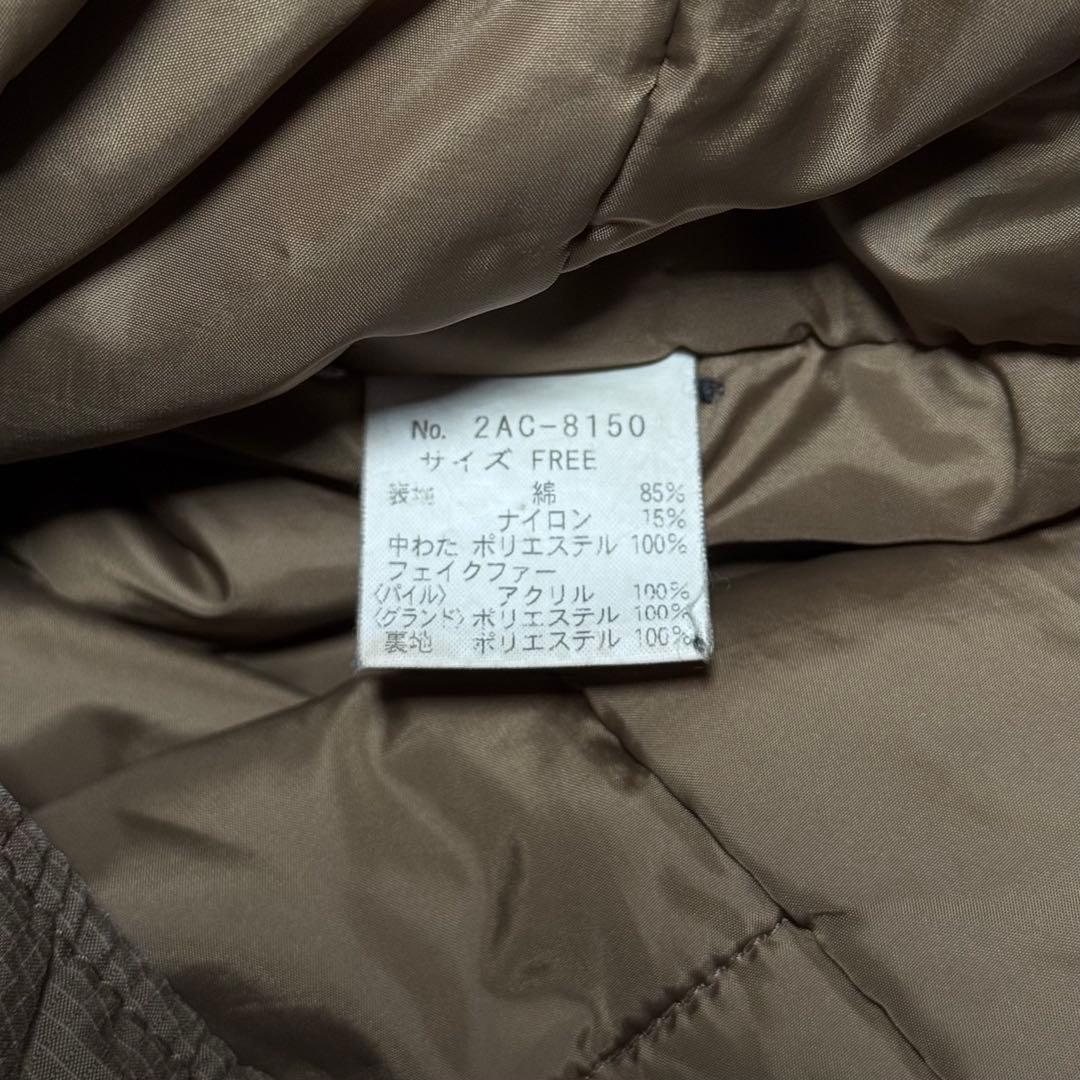 No. 2AC-8150
サイズ FREE
表地 綿 85%
ナイロン 15%
中わた ポリエステル 100%
フェイクファー
〈パイル〉 アクリル 100%
〈グランド〉 ポリエステル 100%
裏地 ポリエステル 100%